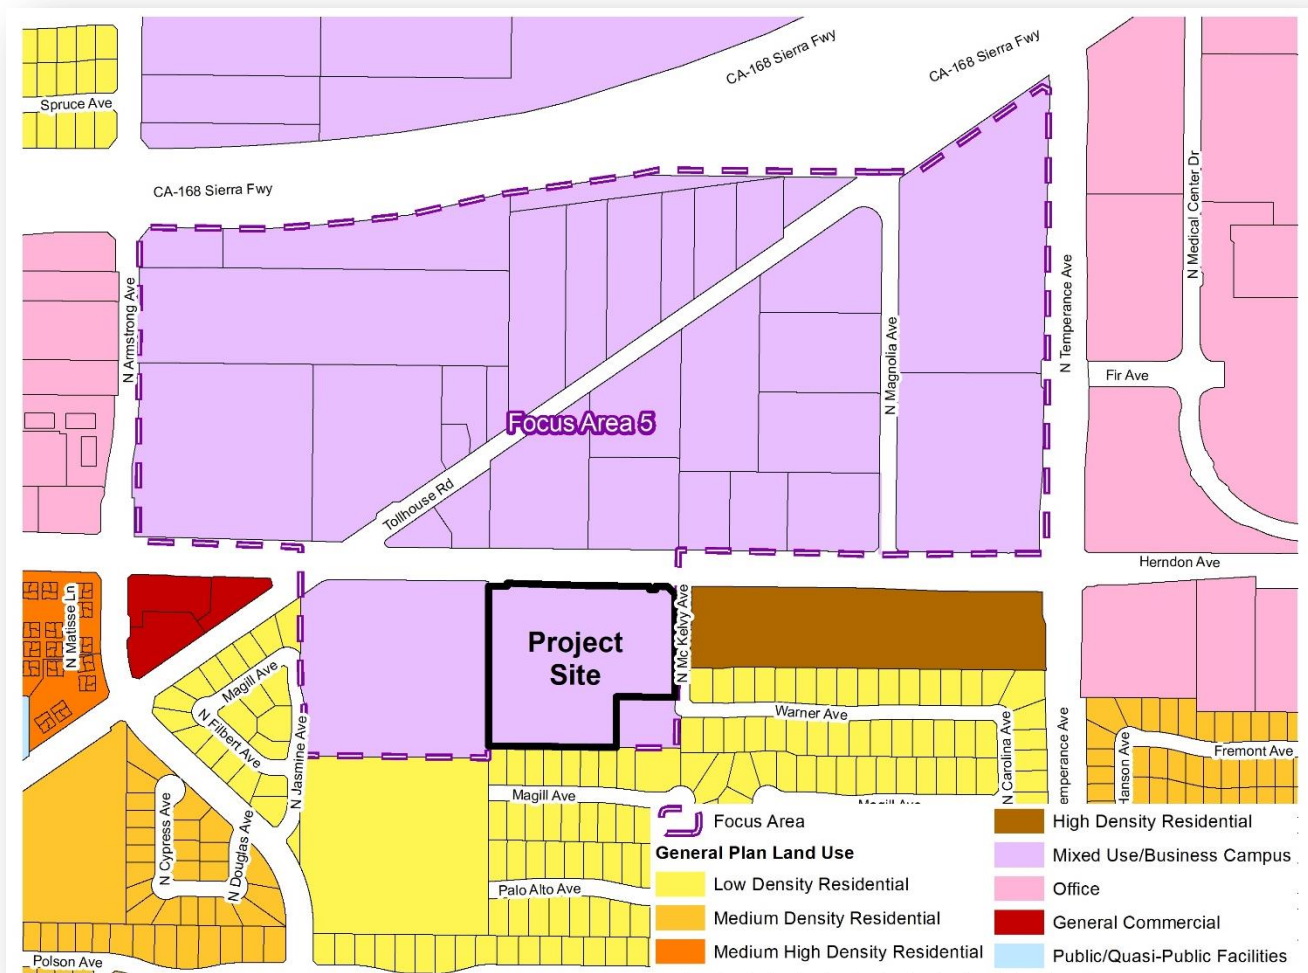 CA-168 Sierra Fwy
CA-168 Sierra Fwy
Spruce Ave
CA-168 Sierra Fwy
N Medical Center Dr
N Armstrong Ave
N Temperance Ave
N Magnolia Ave
Fir Ave
Focus Area 5
Tollhouse Rd
Herndon Ave
N Matisse Ln
N Mc Kelvy Ave
Project
Site
Magill Ave
N Filbert Ave
Warner Ave
N Jasmine Ave
N Carolina Ave
emperance Ave
Hanson Ave
Fremont Ave
Magill Ave
Magill Ave
N Cypress Ave
N Douglas Ave
Palo Alto Ave
Polson Ave
Focus Area
General Plan Land Use
Low Density Residential
Medium Density Residential
Medium High Density Residential
High Density Residential
Mixed Use/Business Campus
Office
General Commercial
Public/Quasi-Public Facilities